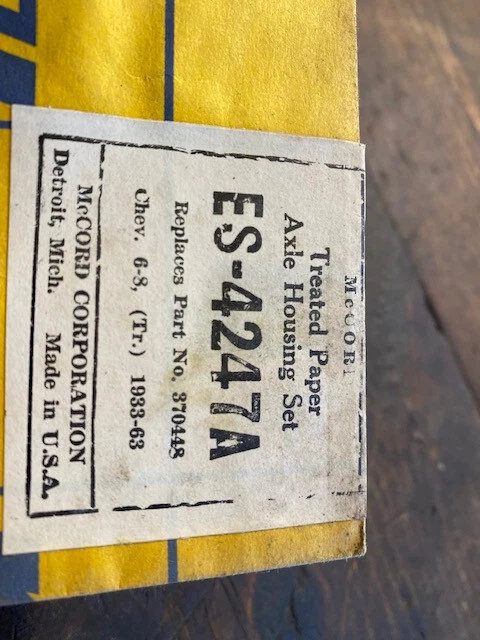 McCORD
Treated Paper
Axle Housing Set
ES-4247A
Replaces Part No. 370448
Chev. 6-8, (Tr.) 1933-63
McCORD CORPORATION
Detroit, Mich. Made in U.S.A.